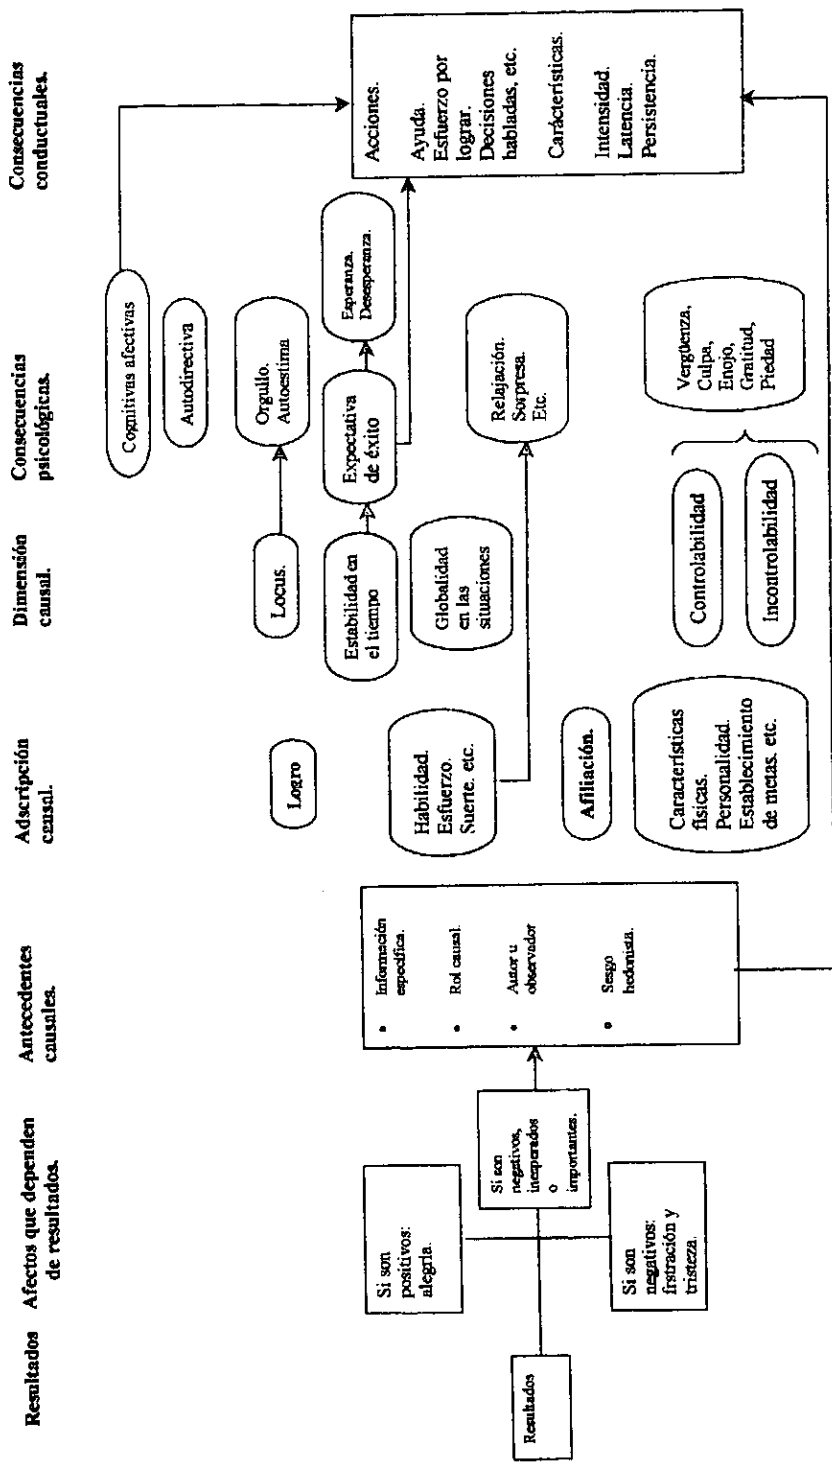 Resultados
Afectos que dependen
de resultados.
Antecedentes
causales.
Adscripción
causal.
Dimensión
causal.
Consecuencias
psicológicas.
Consecuencias
conductuales.
Resultados
Si son
positivos:
alegría.
Si son
negativos,
inesperados
o
importantes.
Si son
negativos:
frstración y
tristeza.
• Información
específica.
• Rol causal.
• Autor u
observador
• Sesgo
hedonista.
Logro
Habilidad.
Esfuerzo.
Suerte. etc.
Afiliación.
Características
físicas.
Personalidad.
Establecimiento
de metas. etc.
Locus.
Estabilidad en
el tiempo
Globalidad
en las
situaciones
Controlabilidad
Incontrolabilidad
Cognitivas afectivas
Autodirectiva
Orgullo.
Autoestima
Expectativa
de éxito
Esperanza.
Desesperanza.
Relajación.
Sorpresa.
Etc.
Vergüenza,
Culpa,
Enojo,
Gratitud,
Piedad
Acciones.
Ayuda.
Esfuerzo por
lograr.
Decisiones
habladas, etc.
Carácterísticas.
Intensidad.
Latencia.
Persistencia.